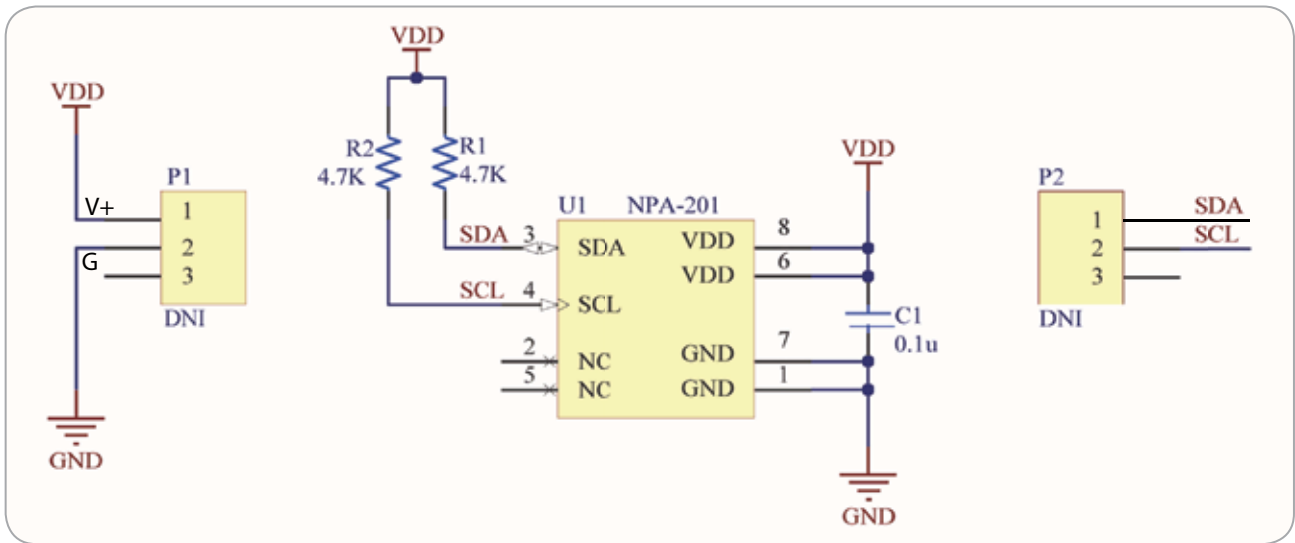 VDD
P1
V+
1
G
2
3
DNI
GND
VDD
R2
4.7K
R1
4.7K
U1 NPA-201
SDA 3 SDA
SCL 4 SCL
2 NC
5 NC
VDD 8
VDD 6
GND 7
GND 1
VDD
C1
0.1u
GND
P2
1 SDA
2 SCL
3
DNI